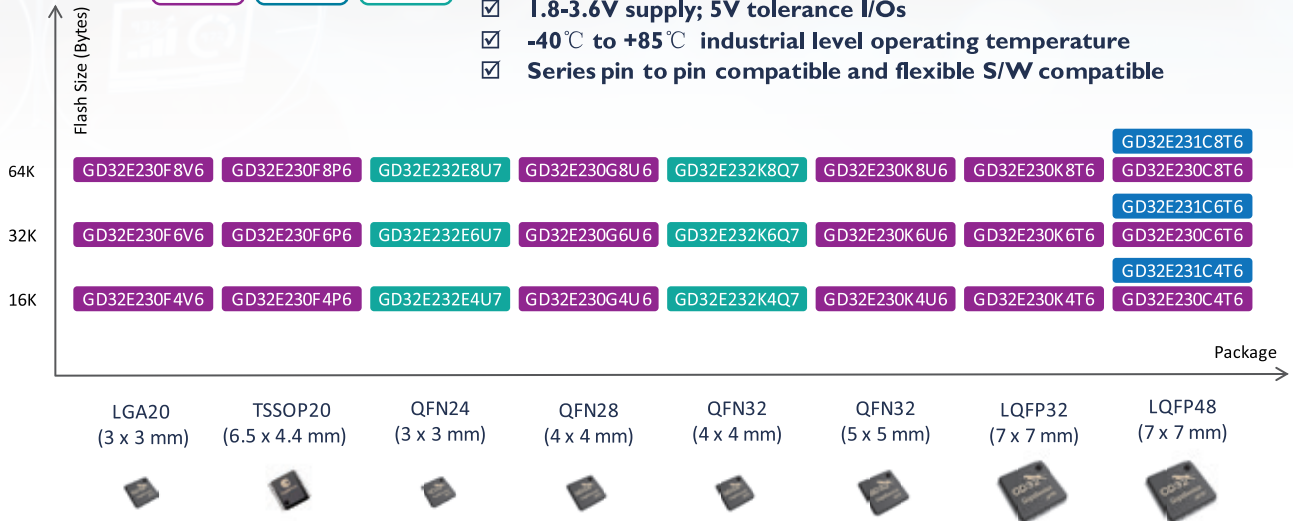 Flash Size (Bytes)
☑ 1.8-3.6V supply; 5V tolerance I/Os
☑ -40℃ to +85℃ industrial level operating temperature
☑ Series pin to pin compatible and flexible S/W compatible
GD32E231C8T6
64K GD32E230F8V6 GD32E230F8P6 GD32E232E8U7 GD32E230G8U6 GD32E232K8Q7 GD32E230K8U6 GD32E230K8T6 GD32E230C8T6
GD32E231C6T6
32K GD32E230F6V6 GD32E230F6P6 GD32E232E6U7 GD32E230G6U6 GD32E232K6Q7 GD32E230K6U6 GD32E230K6T6 GD32E230C6T6
GD32E231C4T6
16K GD32E230F4V6 GD32E230F4P6 GD32E232E4U7 GD32E230G4U6 GD32E232K4Q7 GD32E230K4U6 GD32E230K4T6 GD32E230C4T6
Package
LGA20 TSSOP20 QFN24 QFN28 QFN32 QFN32 LQFP32 LQFP48
(3 x 3 mm) (6.5 x 4.4 mm) (3 x 3 mm) (4 x 4 mm) (4 x 4 mm) (5 x 5 mm) (7 x 7 mm) (7 x 7 mm)
GD32 GD32